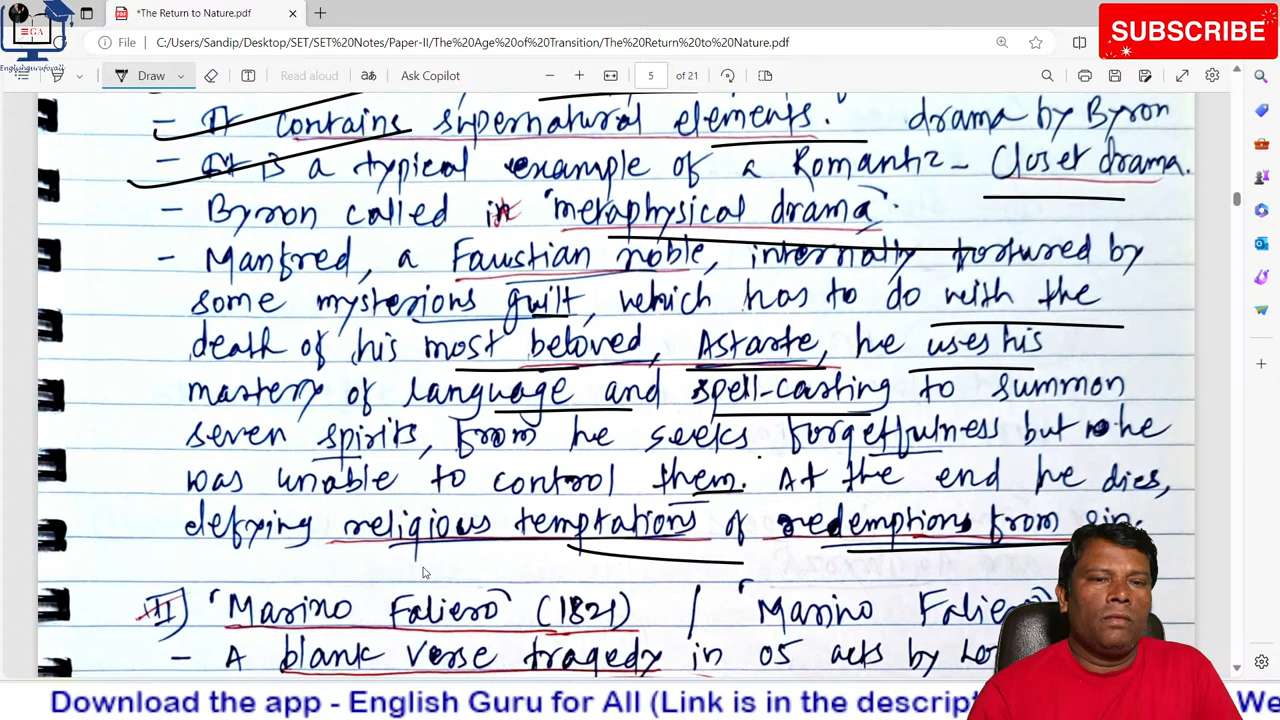 *The Return to Nature.pdf
SUBSCRIBE
EGA
Englishguruforall
File C:/Users/Sandip/Desktop/SET/SET%20Notes/Paper-II/The%20Age%20of%20Transition/The%20Return%20to%20Nature.pdf
Draw Read aloud Ask Copilot 5 of 21
- It contains supernatural elements." drama by Byron
- It is a typical example of a Romantic - Closet drama.
- Byron called it "metaphysical drama".
- Manfred, a Faustian noble, internally tortured by
some mysterious guilt, which has to do with the
death of his most beloved, Astarte, he uses his
mastery of language and spell-casting to summon
seven spirits, from he seeks forgetfulness but he
was unable to control them. At the end he dies,
defying religious temptations of redemptions from sin.
II) "Marino Faliero" (1821) / "Marino
- A blank verse tragedy in 05 acts by
Download the app - English Guru for All (Link is in the descript We